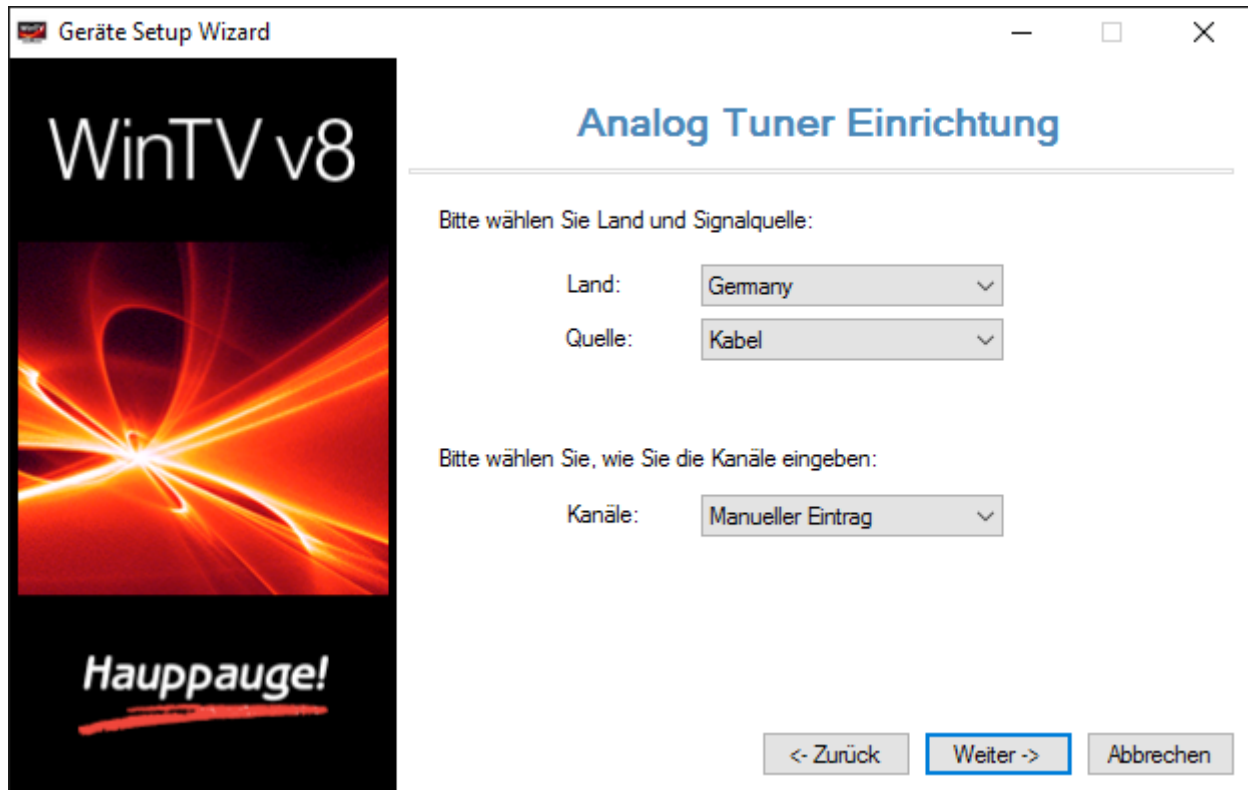 Geräte Setup Wizard
WinTV v8
Analog Tuner Einrichtung
Bitte wählen Sie Land und Signalquelle:
Land: Germany
Quelle: Kabel
Bitte wählen Sie, wie Sie die Kanäle eingeben:
Kanäle: Manueller Eintrag
Hauppauge!
<- Zurück Weiter -> Abbrechen